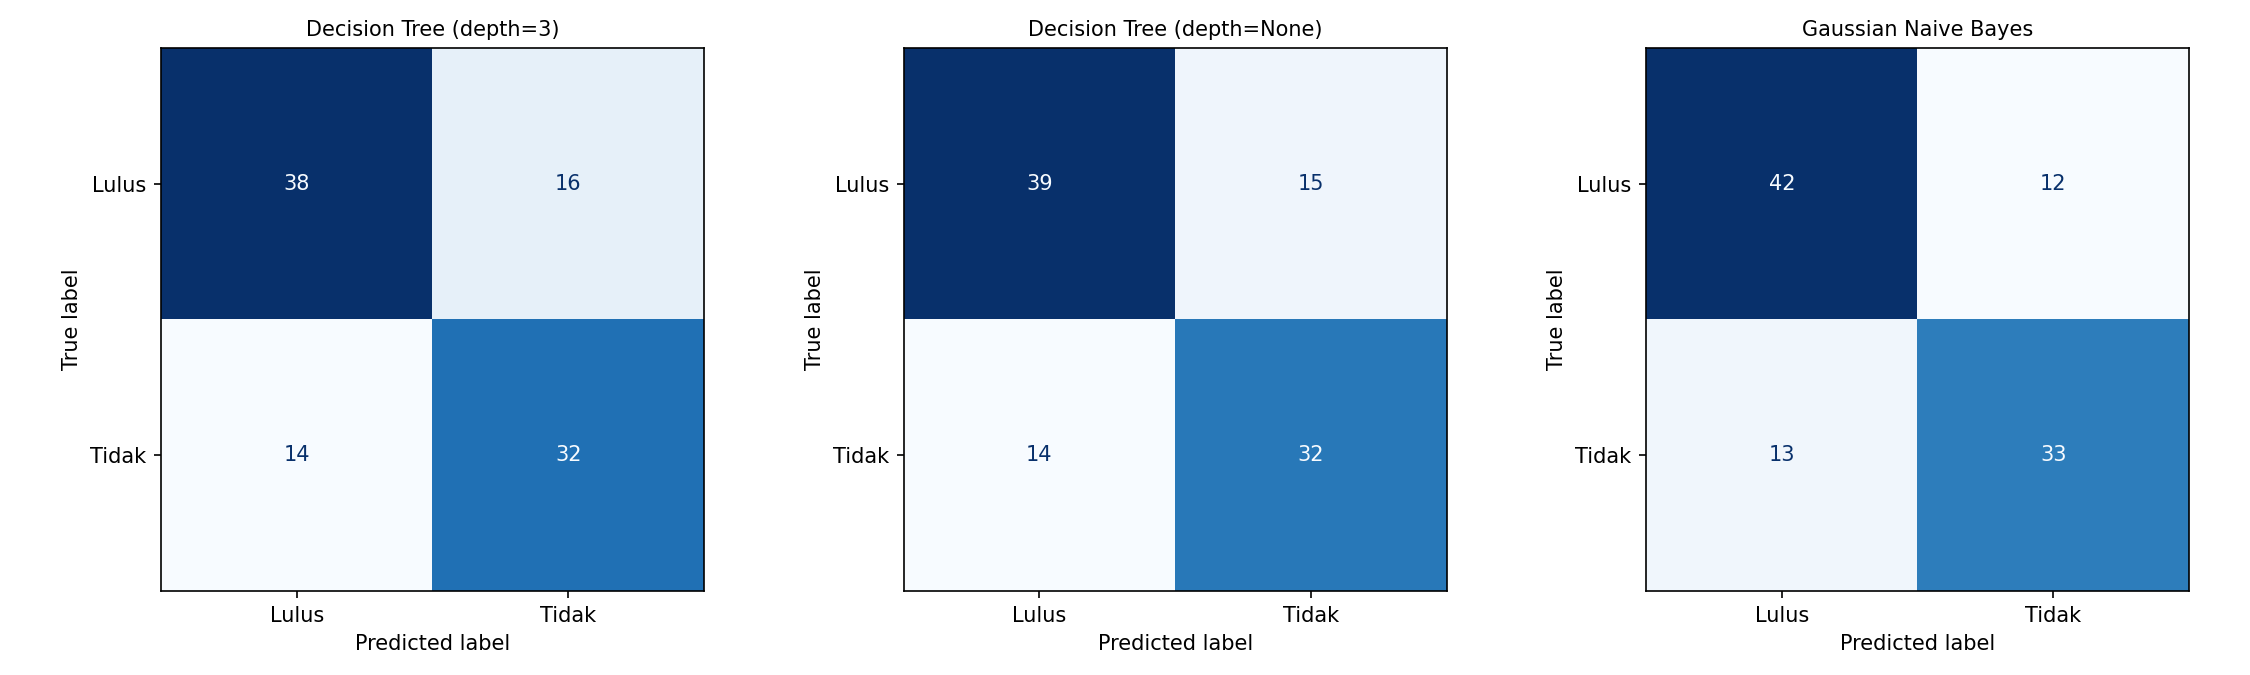 Decision Tree (depth=3)
True label
Lulus
38
16
Tidak
14
32
Lulus
Tidak
Predicted label
Decision Tree (depth=None)
True label
Lulus
39
15
Tidak
14
32
Lulus
Tidak
Predicted label
Gaussian Naive Bayes
True label
Lulus
42
12
Tidak
13
33
Lulus
Tidak
Predicted label